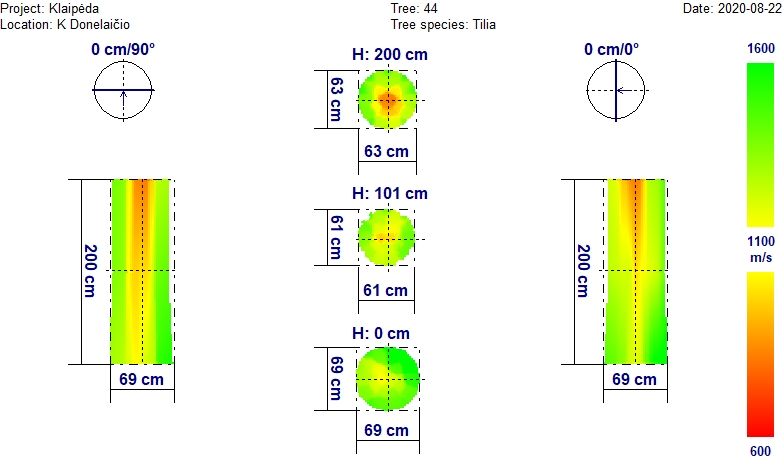 Project: Klaipėda
Tree: 44
Date: 2020-08-22
Location: K Donelaičio
Tree species: Tilia
0 cm/90°
H: 200 cm
0 cm/0°
1600
63 cm
63 cm
H: 101 cm
61 cm
61 cm
200 cm
200 cm
1100
m/s
H: 0 cm
69 cm
69 cm
69 cm
69 cm
600